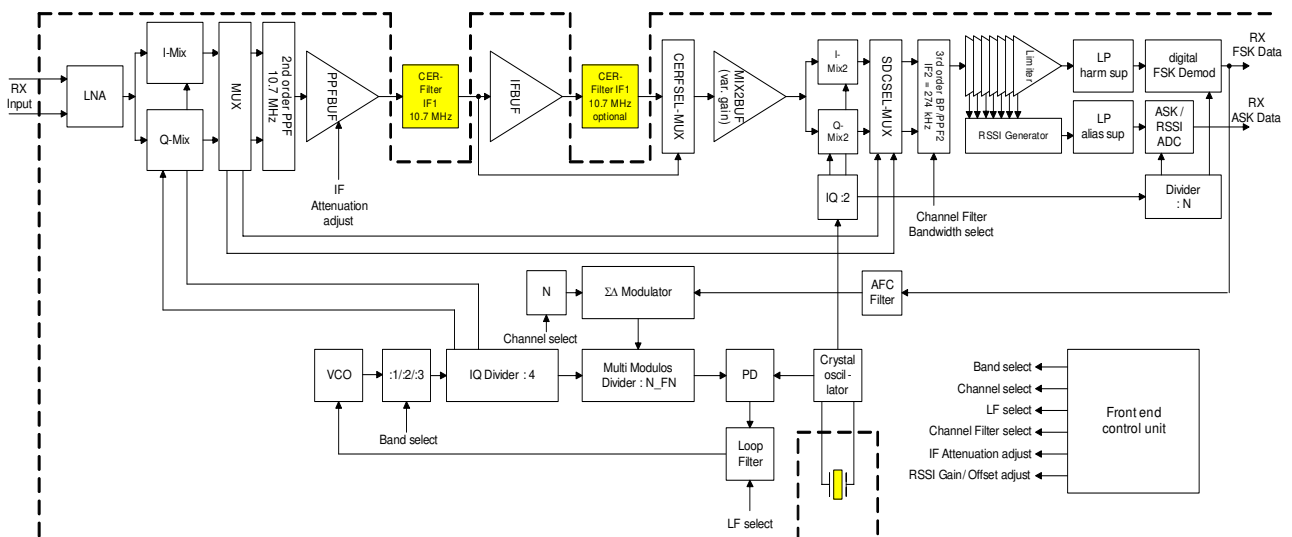 RX
Input
LNA
I-Mix
Q-Mix
MUX
2nd order PPF
10.7 MHz
PPFBUF
IF
Attenuation
adjust
CER-
Filter
IF1
10.7 MHz
IFBUF
CER-
Filter IF1
10.7 MHz
optional
CERFSEL-MUX
MIX2BUF
(var. gain)
I-
Mix2
Q-
Mix2
IQ :2
SDCSEL-MUX
3rd order BP/PPF2
IF2 = 274 kHz
Channel Filter
Bandwidth select
Limiter
RSSI Generator
LP
harm sup
LP
alias sup
digital
FSK Demod
ASK /
RSSI
ADC
Divider
: N
RX
FSK Data
RX
ASK Data
N
Channel select
ΣΔ Modulator
AFC
Filter
VCO
:1/:2/:3
Band select
IQ Divider : 4
Multi Modulos
Divider : N_FN
PD
Crystal
oscil -
lator
Loop
Filter
LF select
Band select
Channel select
LF select
Channel Filter select
IF Attenuation adjust
RSSI Gain/ Offset adjust
Front end
control unit